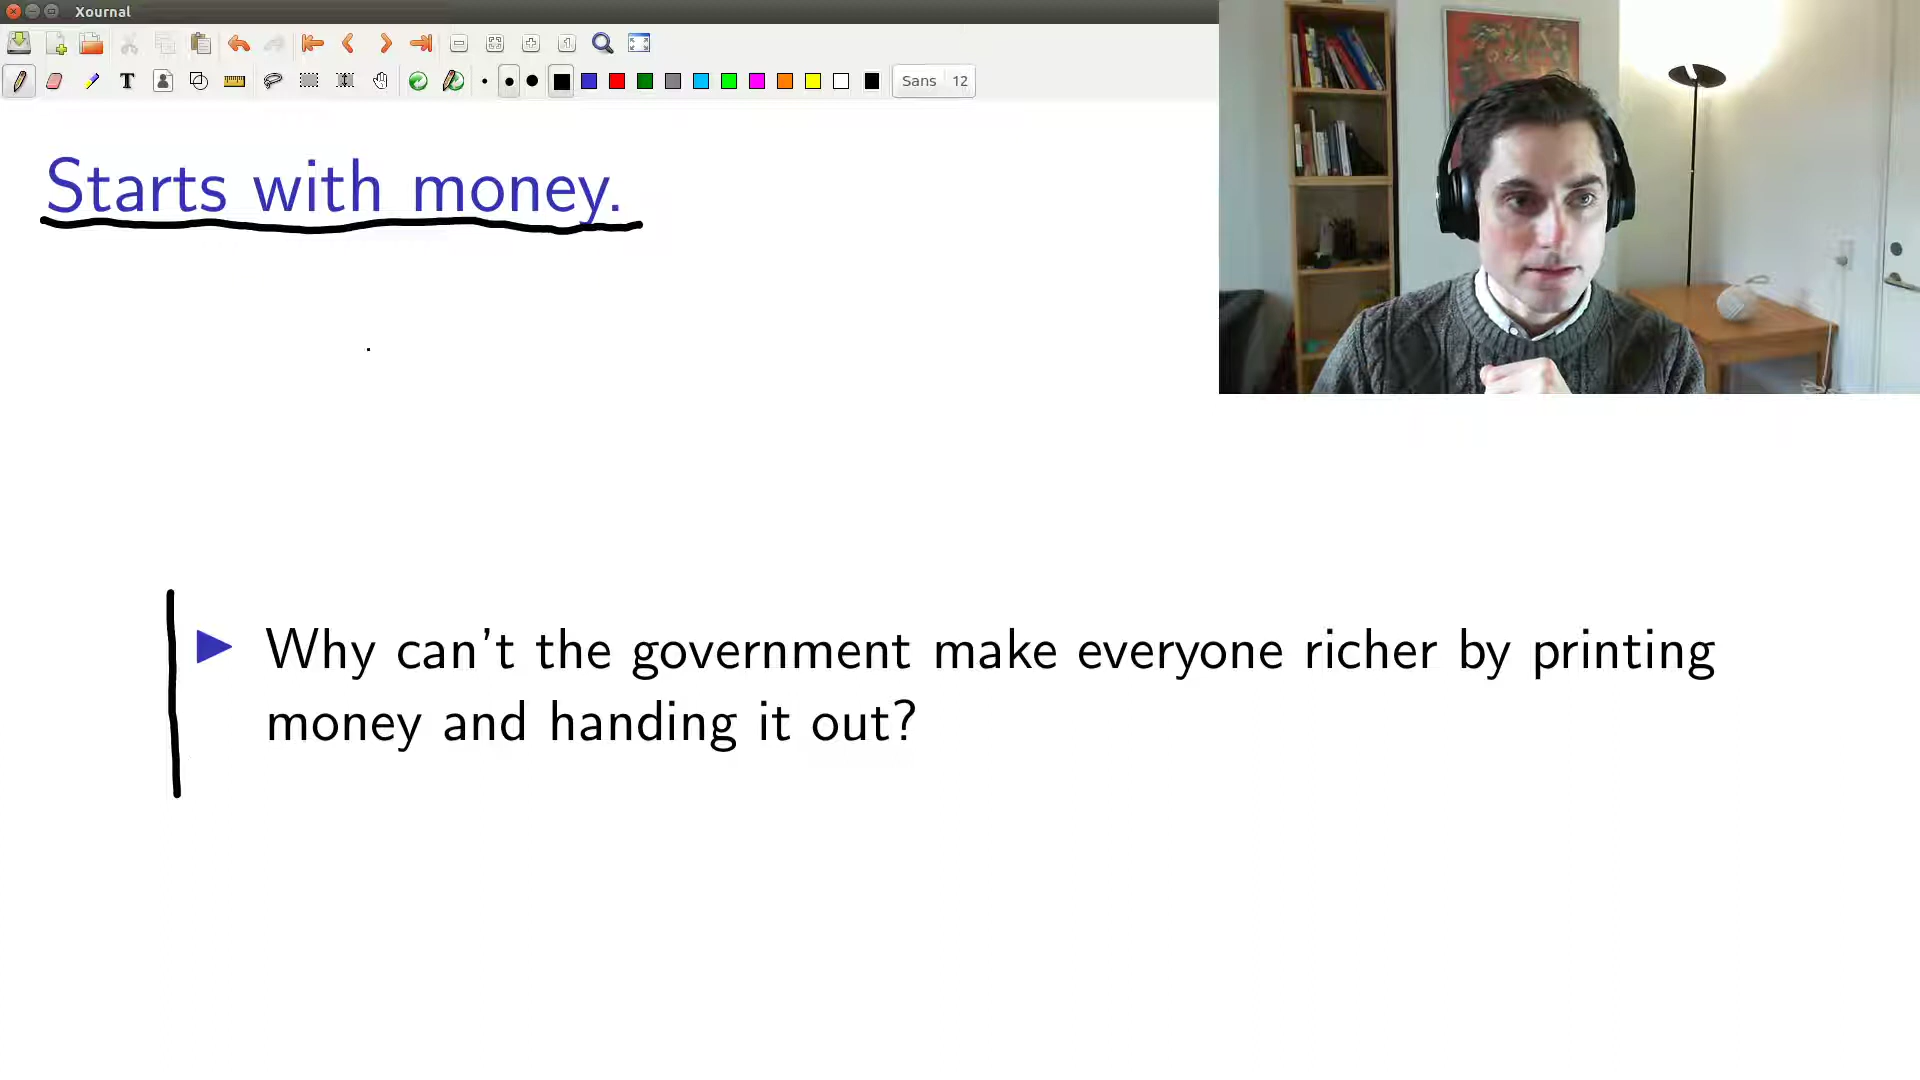 Xournal
T
Sans 12
Starts with money.
Why can't the government make everyone richer by printing
money and handing it out?